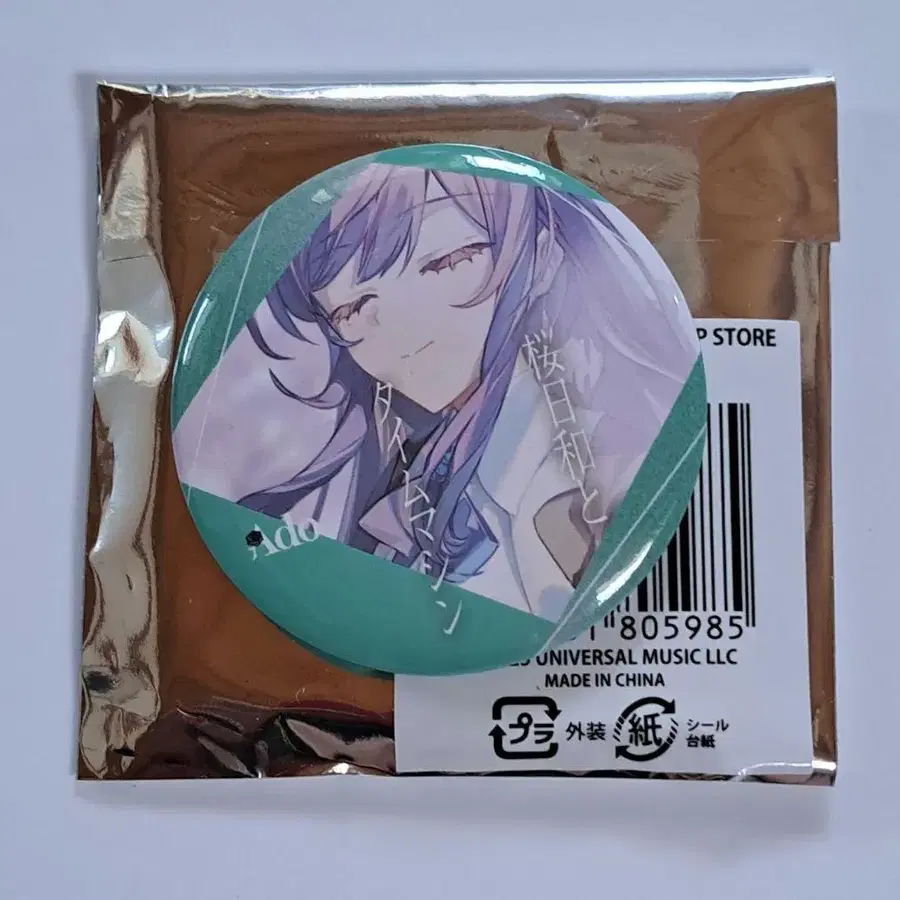 桜日和と
タイムマシン
Ado
P STORE
805985
UNIVERSAL MUSIC LLC
MADE IN CHINA
プラ 外装 紙 シール
台紙